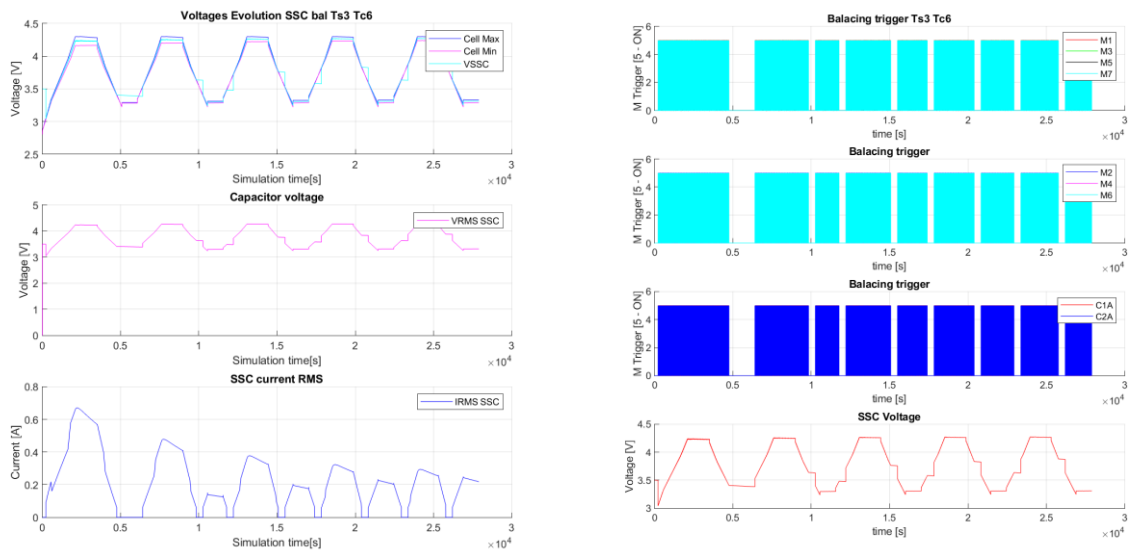 Voltages Evolution SSC bal Ts3 Tc6
4.5
4
3.5
3
2.5
Voltage [V]
Cell Max
Cell Min
VSSC
0 0.5 1 1.5 2 2.5 3
Simulation time[s]
×10^4
Capacitor voltage
5
4
3
2
1
0
Voltage [V]
VRMS SSC
0 0.5 1 1.5 2 2.5 3
Simulation time[s]
×10^4
SSC current RMS
0.8
0.6
0.4
0.2
0
Current [A]
IRMS SSC
0 0.5 1 1.5 2 2.5 3
Simulation time[s]
×10^4
Balacing trigger Ts3 Tc6
6
4
2
0
M Trigger [5 - ON]
M1
M3
M5
M7
0 0.5 1 1.5 2 2.5 3
time [s]
×10^4
Balacing trigger
6
4
2
0
M Trigger [5 - ON]
M2
M4
M6
0 0.5 1 1.5 2 2.5 3
time [s]
×10^4
Balacing trigger
6
4
2
0
M Trigger [5 - ON]
C1A
C2A
0 0.5 1 1.5 2 2.5 3
time [s]
×10^4
SSC Voltage
4.5
4
3.5
3
Voltage [V]
0 0.5 1 1.5 2 2.5 3
time [s]
×10^4